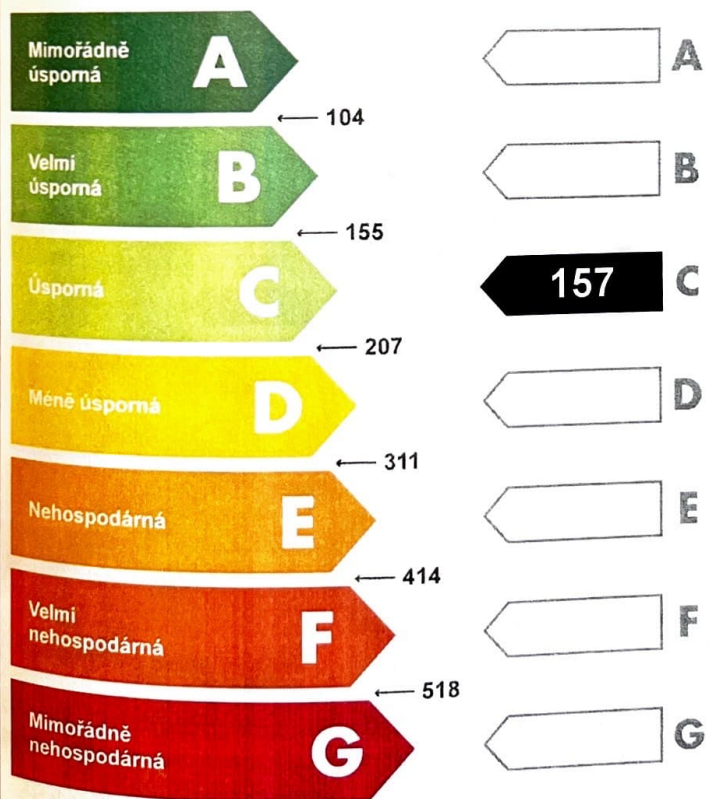 Mimořádně
úsporná
A
A
← 104
Velmi
úsporná
B
B
← 155
Úsporná
C
157
C
← 207
Méně úsporná
D
D
← 311
Nehospodárná
E
E
← 414
Velmi
nehospodárná
F
F
← 518
Mimořádně
nehospodárná
G
G